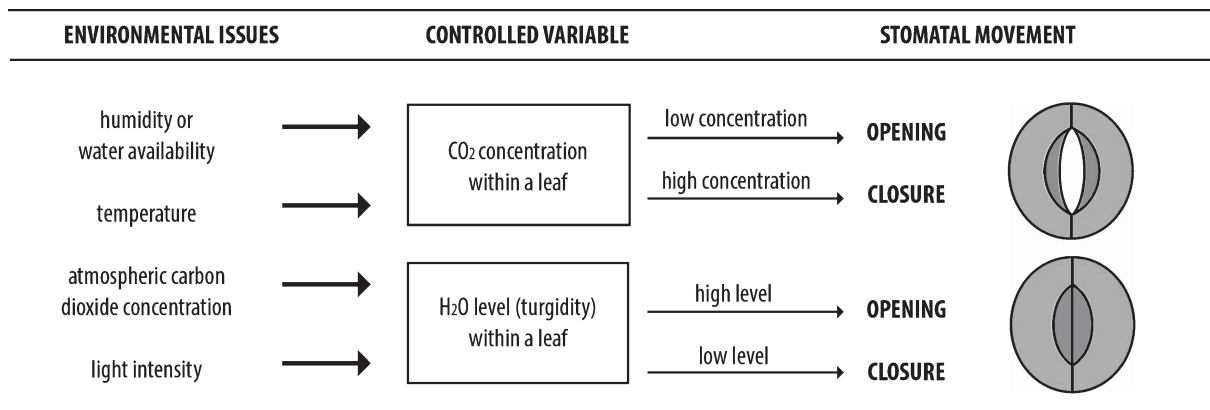 ENVIRONMENTAL ISSUES
CONTROLLED VARIABLE
STOMATAL MOVEMENT
humidity or
water availability
temperature
atmospheric carbon
dioxide concentration
light intensity
CO2 concentration
within a leaf
H2O level (turgidity)
within a leaf
low concentration
OPENING
high concentration
CLOSURE
high level
OPENING
low level
CLOSURE